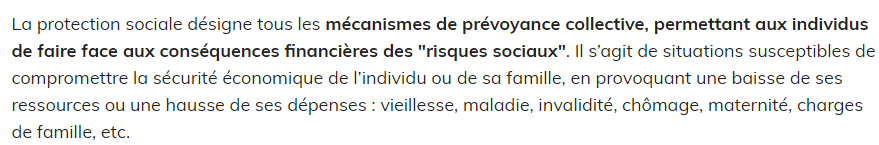 La protection sociale désigne tous les mécanismes de prévoyance collective, permettant aux individus
de faire face aux conséquences financières des "risques sociaux". Il s’agit de situations susceptibles de
compromettre la sécurité économique de l’individu ou de sa famille, en provoquant une baisse de ses
ressources ou une hausse de ses dépenses : vieillesse, maladie, invalidité, chômage, maternité, charges
de famille, etc.